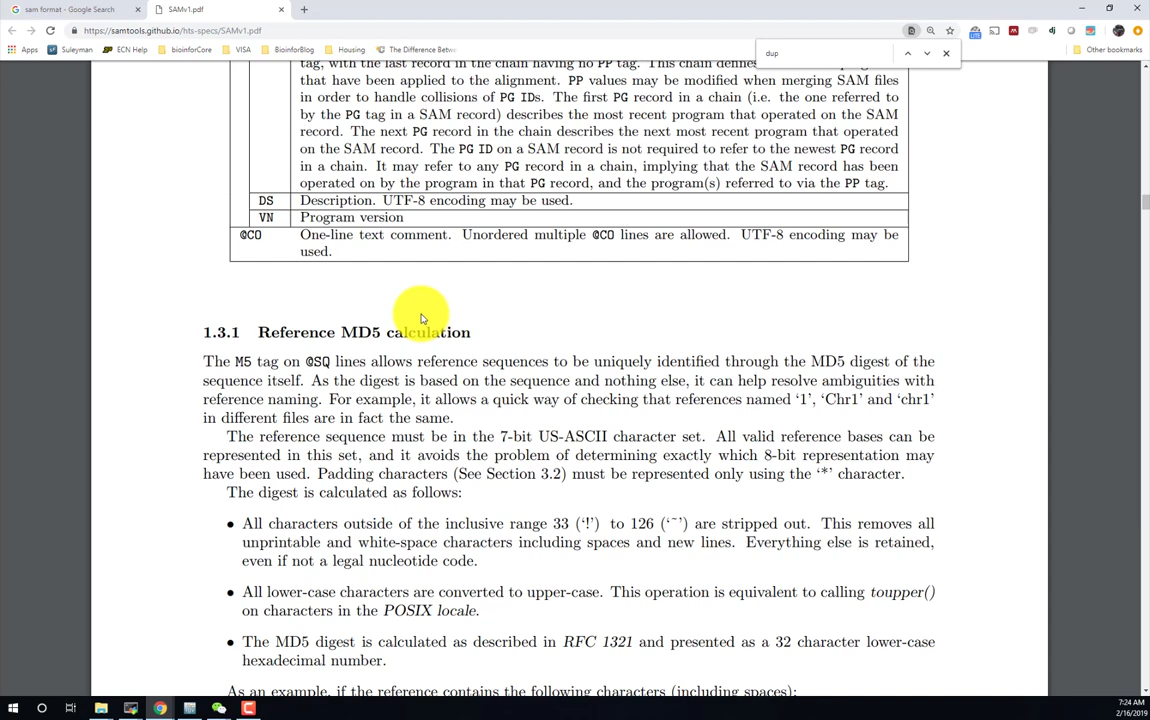 sam format - Google Search
SAMv1.pdf
https://samtools.github.io/hts-specs/SAMv1.pdf
Apps
Suleyman
ECN Help
bioinforCore
VISA
BioinforBlog
Housing
The Difference Betw
Other bookmarks
dup
tag, with the last record in the chain having no PP tag. This chain defines
that have been applied to the alignment. PP values may be modified when merging SAM files
in order to handle collisions of PG IDs. The first PG record in a chain (i.e. the one referred to
by the PG tag in a SAM record) describes the most recent program that operated on the SAM
record. The next PG record in the chain describes the next most recent program that operated
on the SAM record. The PG ID on a SAM record is not required to refer to the newest PG record
in a chain. It may refer to any PG record in a chain, implying that the SAM record has been
operated on by the program in that PG record, and the program(s) referred to via the PP tag.
DS Description. UTF-8 encoding may be used.
VN Program version
@CO One-line text comment. Unordered multiple @CO lines are allowed. UTF-8 encoding may be
used.
1.3.1 Reference MD5 calculation
The M5 tag on @SQ lines allows reference sequences to be uniquely identified through the MD5 digest of the
sequence itself. As the digest is based on the sequence and nothing else, it can help resolve ambiguities with
reference naming. For example, it allows a quick way of checking that references named ‘1’, ‘Chr1’ and ‘chr1’
in different files are in fact the same.
The reference sequence must be in the 7-bit US-ASCII character set. All valid reference bases can be
represented in this set, and it avoids the problem of determining exactly which 8-bit representation may
have been used. Padding characters (See Section 3.2) must be represented only using the ‘*’ character.
The digest is calculated as follows:
• All characters outside of the inclusive range 33 (‘!’) to 126 (‘~’) are stripped out. This removes all
unprintable and white-space characters including spaces and new lines. Everything else is retained,
even if not a legal nucleotide code.
• All lower-case characters are converted to upper-case. This operation is equivalent to calling toupper()
on characters in the POSIX locale.
• The MD5 digest is calculated as described in RFC 1321 and presented as a 32 character lower-case
hexadecimal number.
As an example, if the reference contains the following characters (including spaces):
7:24 AM
2/16/2019